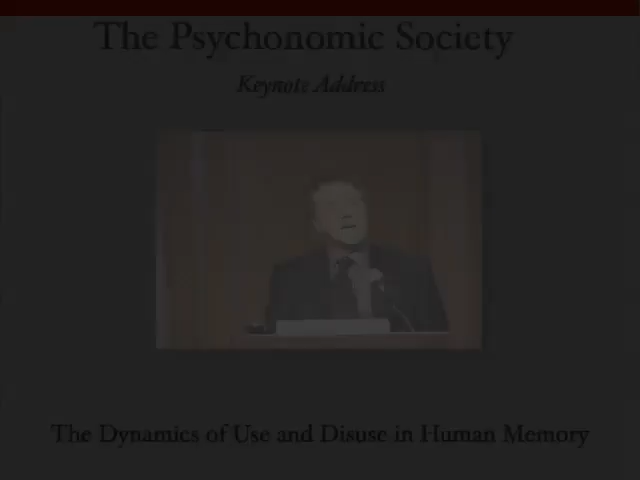 The Psychonomic Society
Keynote Address
The Dynamics of Use and Disuse in Human Memory